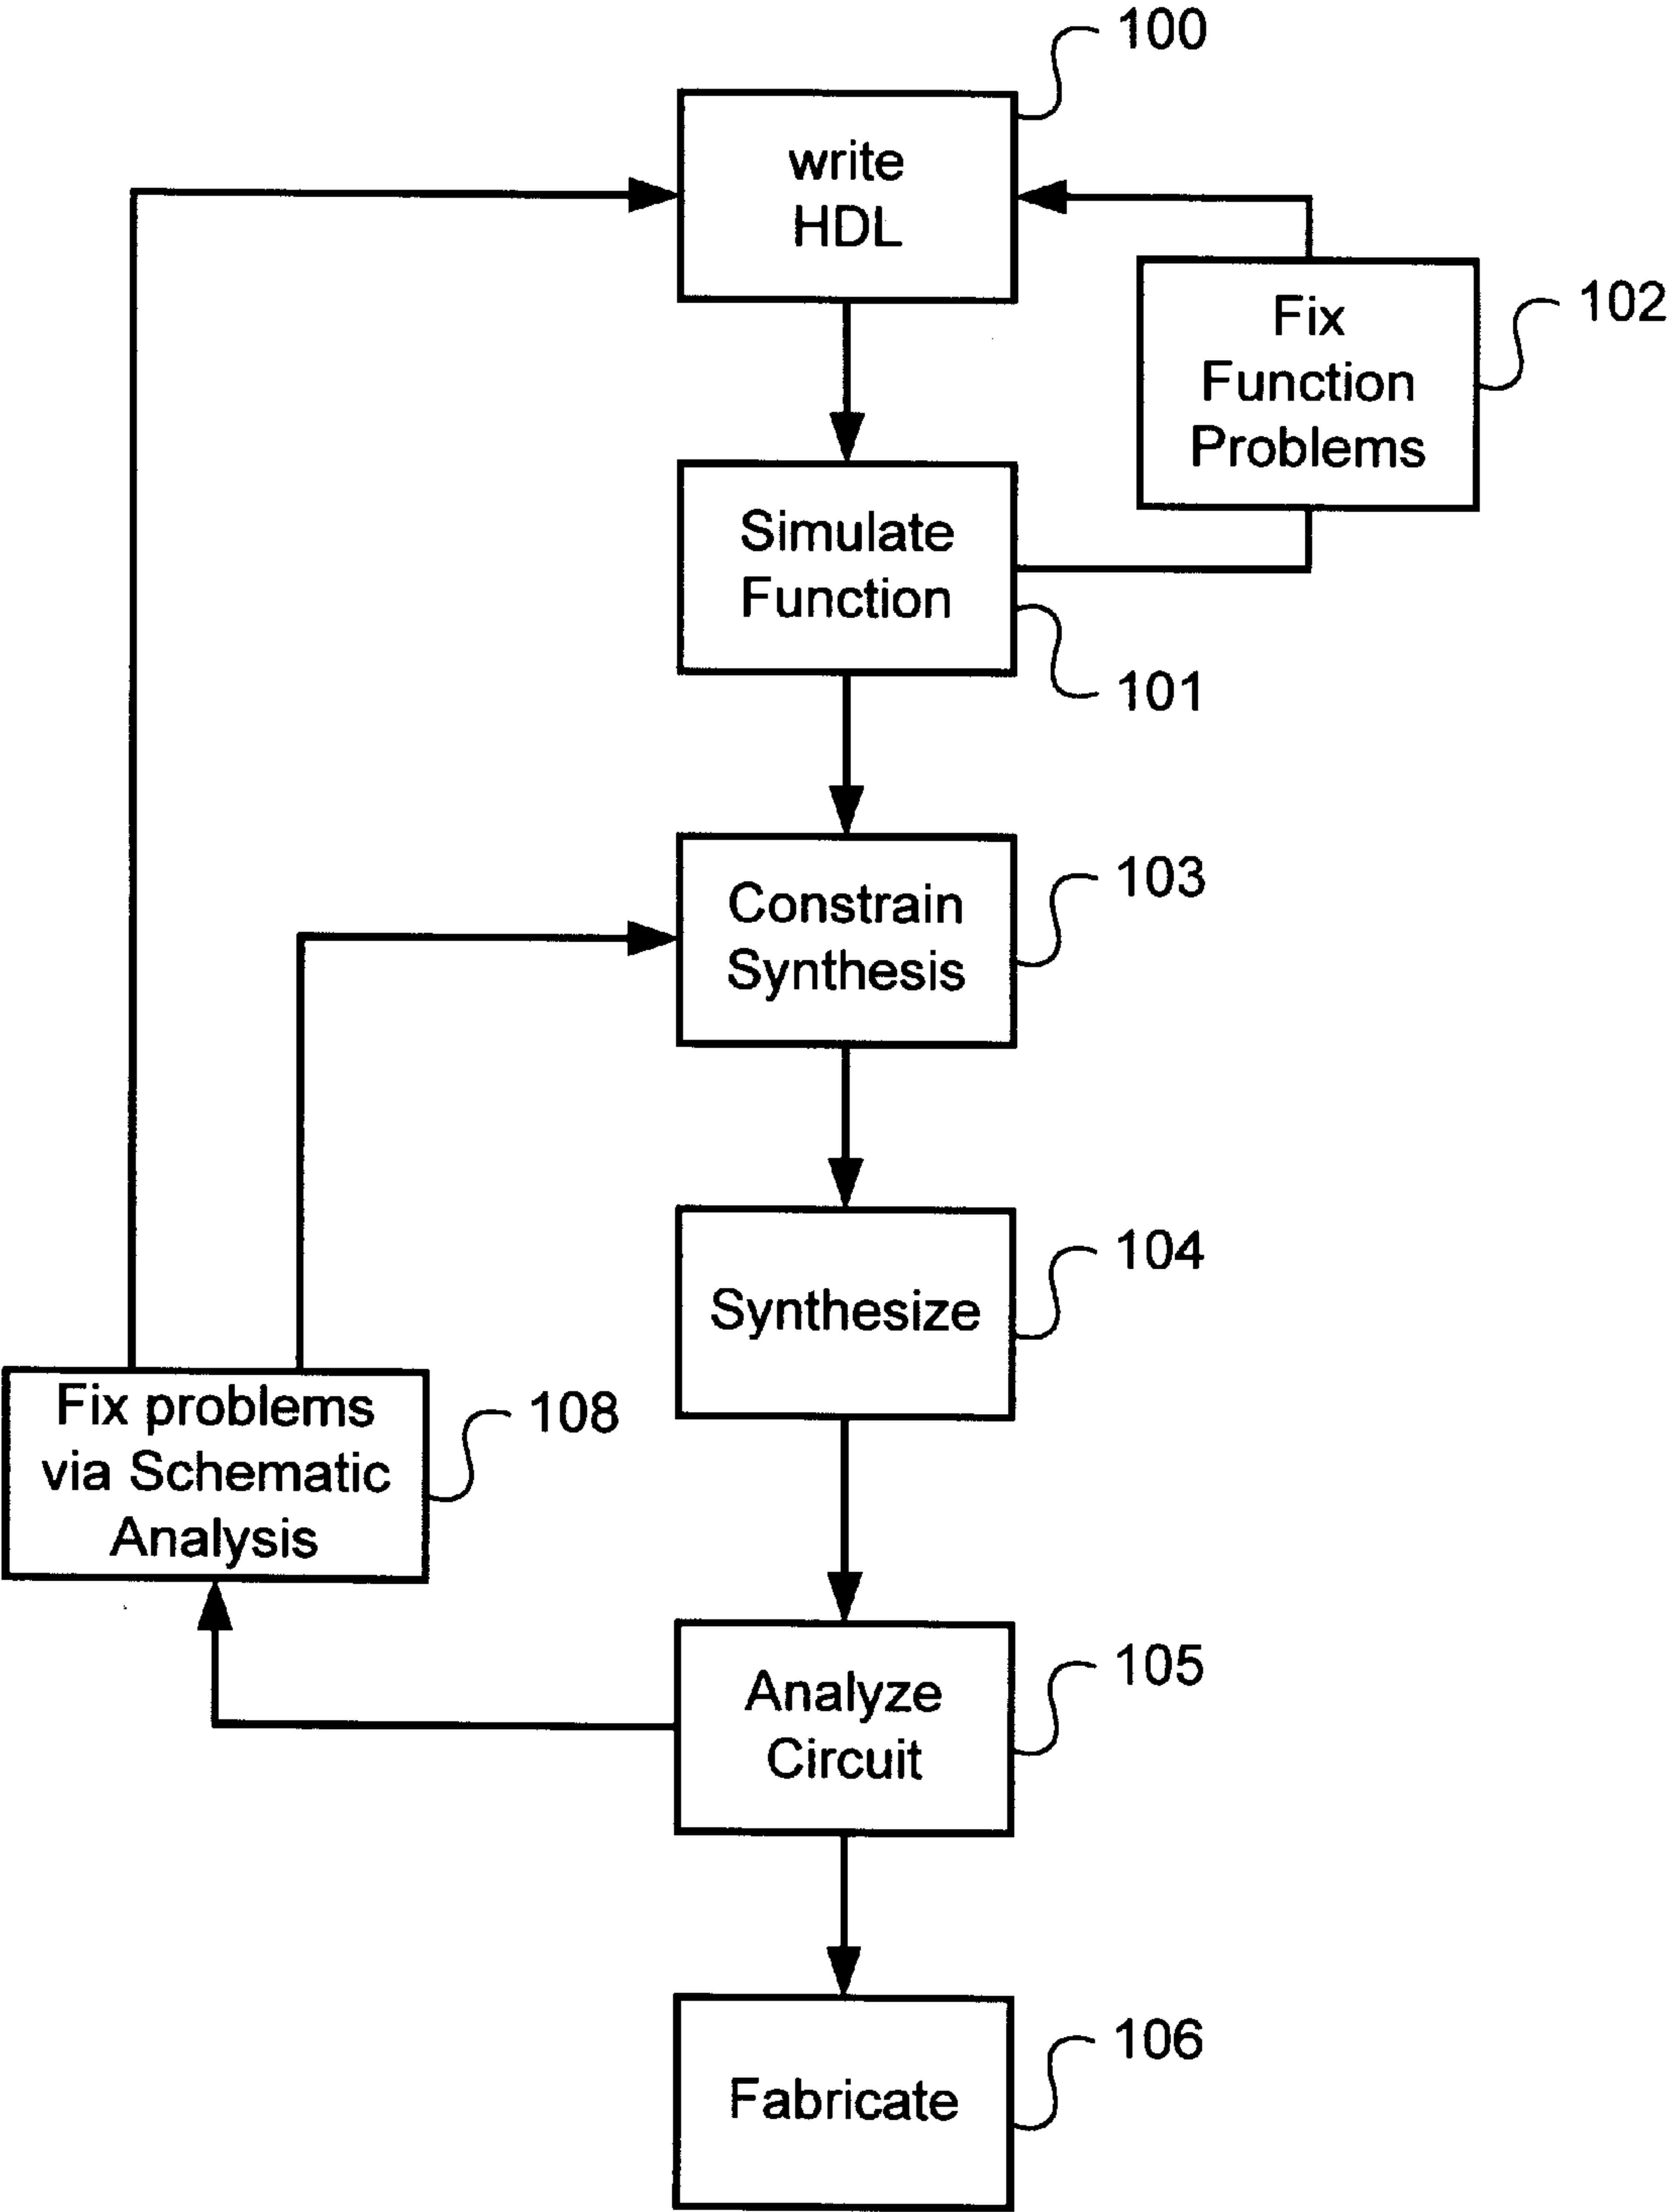 100
write
HDL
102
Fix
Function
Problems
Simulate
Function
101
103
Constrain
Synthesis
104
Synthesize
Fix problems
via Schematic
Analysis
108
105
Analyze
Circuit
106
Fabricate